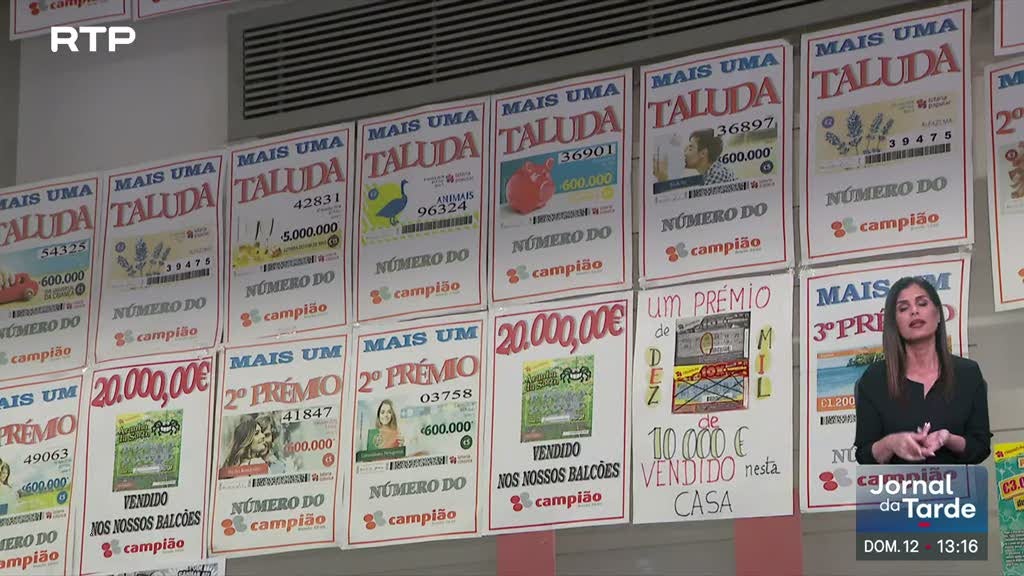 campião
RTP
MAIS UMA
TALUDA
54325
600.000
NÚMERO DO
MAIS UMA
TALUDA
39475
NÚMERO DO
campião
MAIS UMA
TALUDA
42831
5.000.000
NÚMERO DO
campião
MAIS UMA
TALUDA
ANIMAIS
96324
NÚMERO DO
campião
MAIS UMA
TALUDA
36901
600.000
NÚMERO DO
campião
MAIS UMA
TALUDA
36897
600.000
NÚMERO DO
campião
MAIS UMA
TALUDA
39475
NÚMERO DO
campião
2º
MAIS UM
2º PRÉMIO
49063
600.000
NÚMERO DO
campião
20.000,00€
VENDIDO
NOS NOSSOS BALCÕES
campião
MAIS UM
2º PRÉMIO
41847
600.000
NÚMERO DO
campião
MAIS UM
2º PRÉMIO
03758
€600.000
NÚMERO DO
campião
20.000,00€
VENDIDO
NOS NOSSOS BALCÕES
campião
UM PRÉMIO
de
DEZ
MIL
de
10.000 €
VENDIDO nesta
CASA
MAIS UM
3º PRÉMIO
€1.200
NÚMERO DO
campião
Jornal
da Tarde
DOM.12 • 13:16